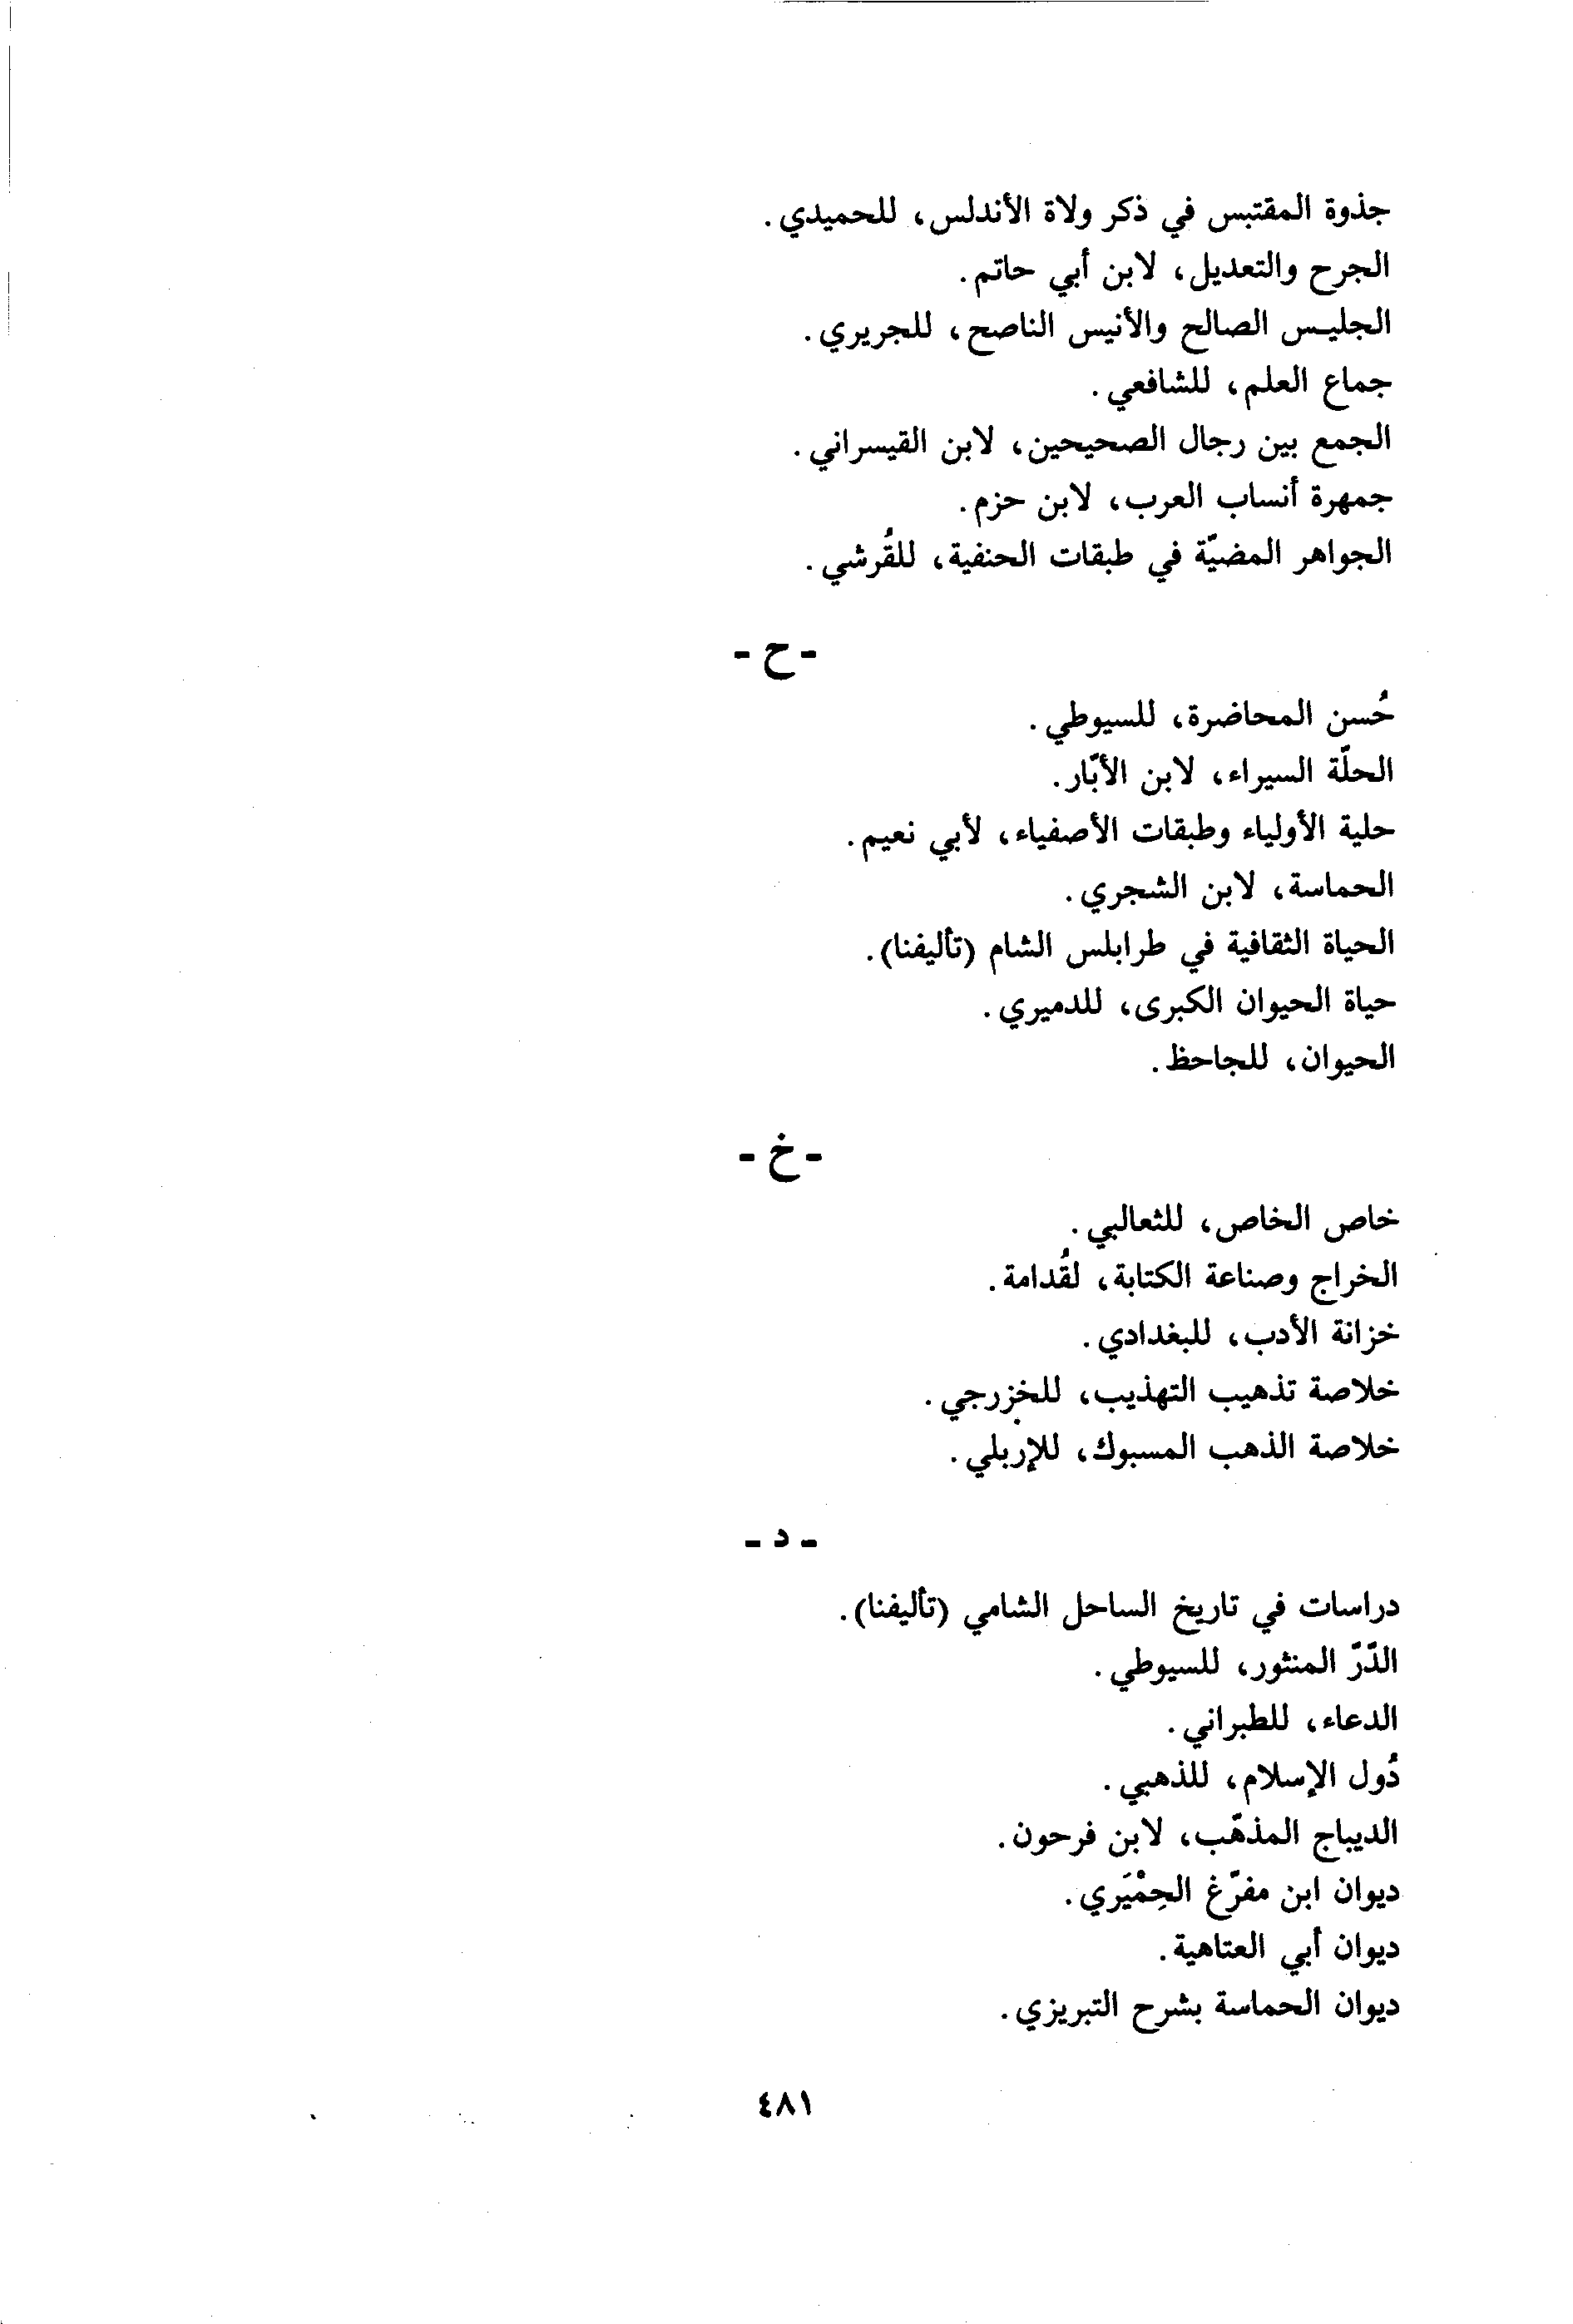 جذوة المقتبس في ذكر ولاة الأندلس، للحميدي.
الجرح والتعديل، لابن أبي حاتم.
الجليس الصالح والأنيس الناصح، للجريري.
جماع العلم، للشافعي.
الجمع بين رجال الصحيحين، لابن القيسراني.
جمهرة أنساب العرب، لابن حزم.
الجواهر المضيّة في طبقات الحنفية، للقُرشي.
- ح -
حُسن المحاضرة، للسيوطي.
الحلّة السيراء، لابن الأبّار.
حلية الأولياء وطبقات الأصفياء، لأبي نعيم.
الحماسة، لابن الشجري.
الحياة الثقافية في طرابلس الشام (تأليفنا).
حياة الحيوان الكبرى، للدميري.
الحيوان، للجاحظ.
- خ -
خاص الخاص، للثعالبي.
الخراج وصناعة الكتابة، لقُدامة.
خزانة الأدب، للبغدادي.
خلاصة تذهيب التهذيب، للخزرجي.
خلاصة الذهب المسبوك، للإربلي.
- د -
دراسات في تاريخ الساحل الشامي (تأليفنا).
الدّرّ المنثور، للسيوطي.
الدعاء، للطبراني.
دُول الإسلام، للذهبي.
الديباج المذهّب، لابن فرحون.
ديوان ابن مفرّغ الحِمْيَري.
ديوان أبي العتاهية.
ديوان الحماسة بشرح التبريزي.
٤٨١